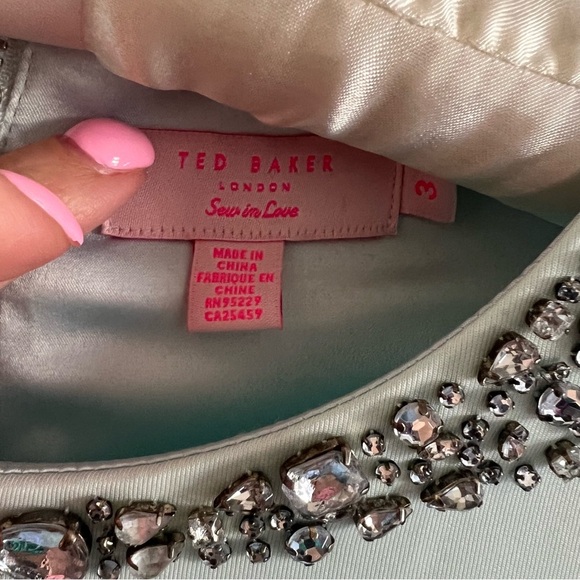 TED BAKER
LONDON
Sew in Love
3
MADE IN
CHINA
FABRIQUE EN
CHINE
RN95229
CA25459